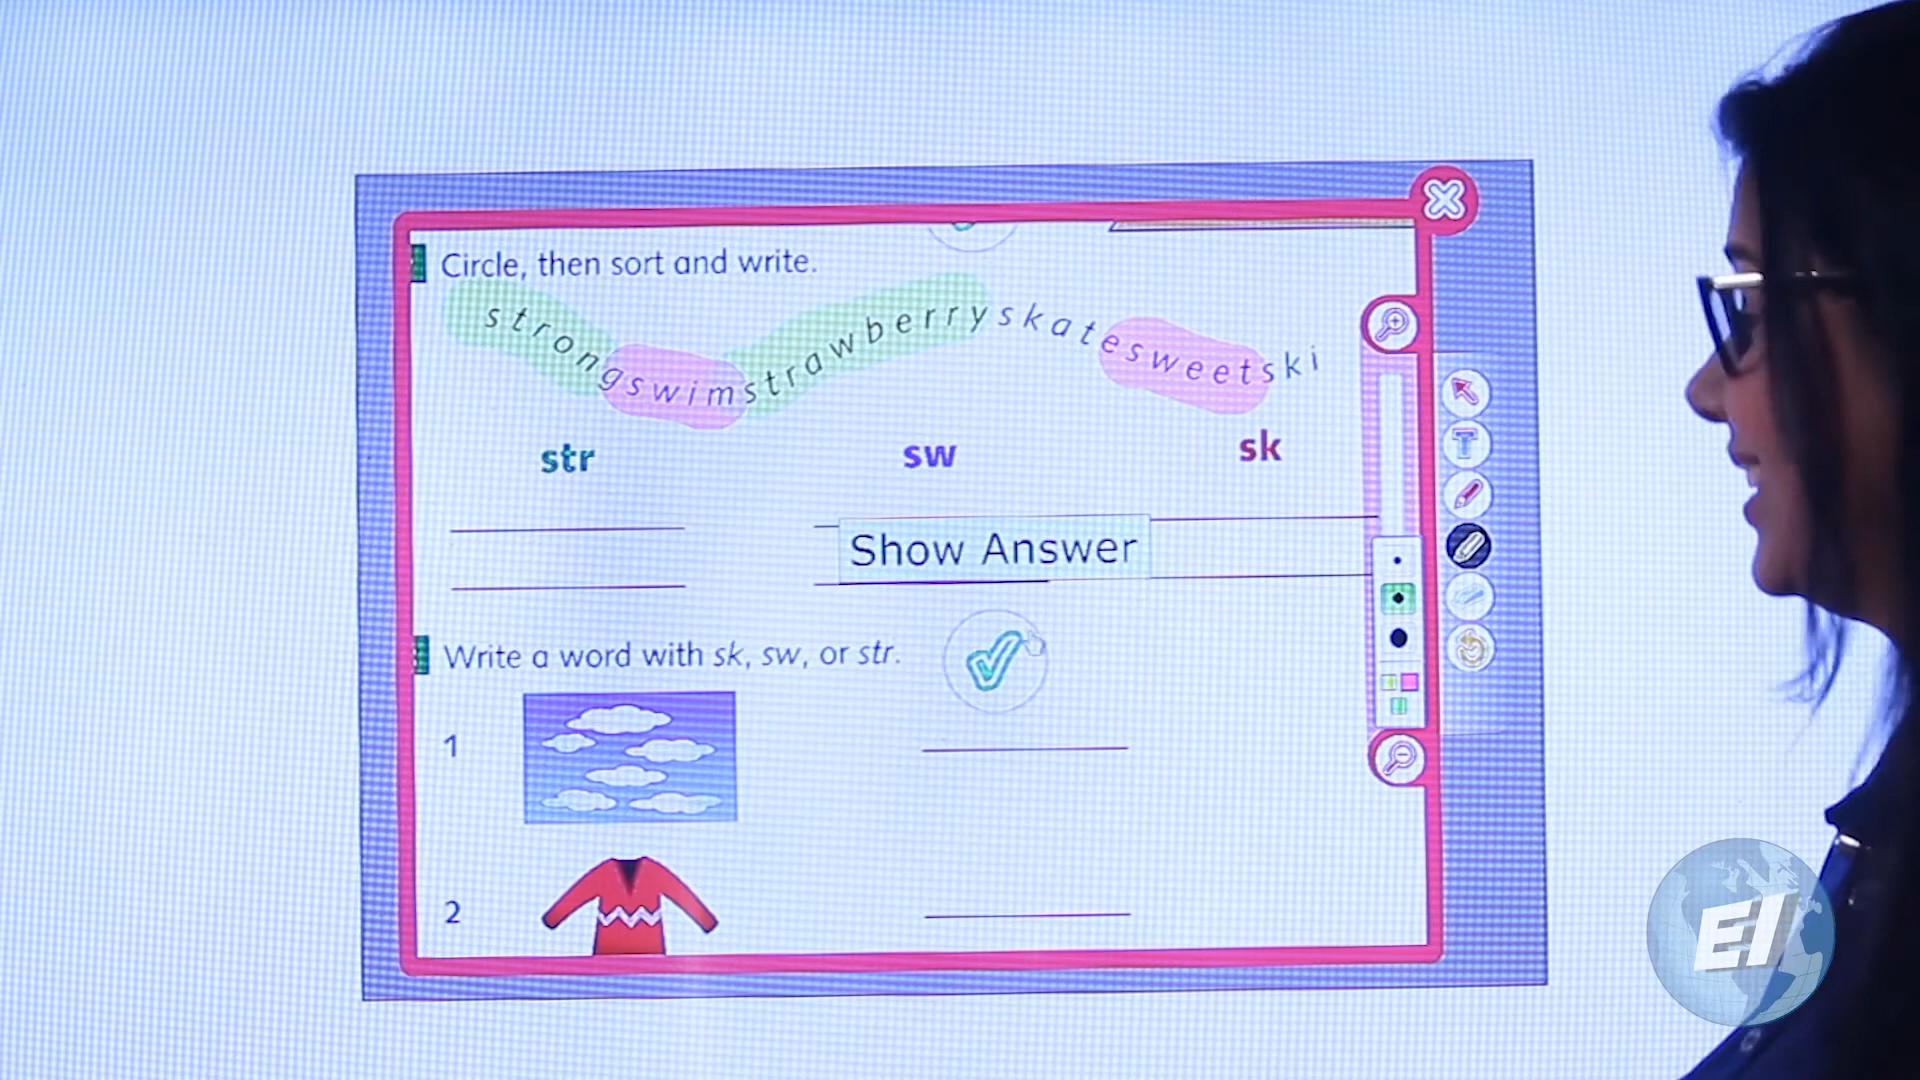 Circle, then sort and write.
strongswimstrawberryskatesweetski
str sw sk
Show Answer
Write a word with sk, sw, or str.
1
2
EI